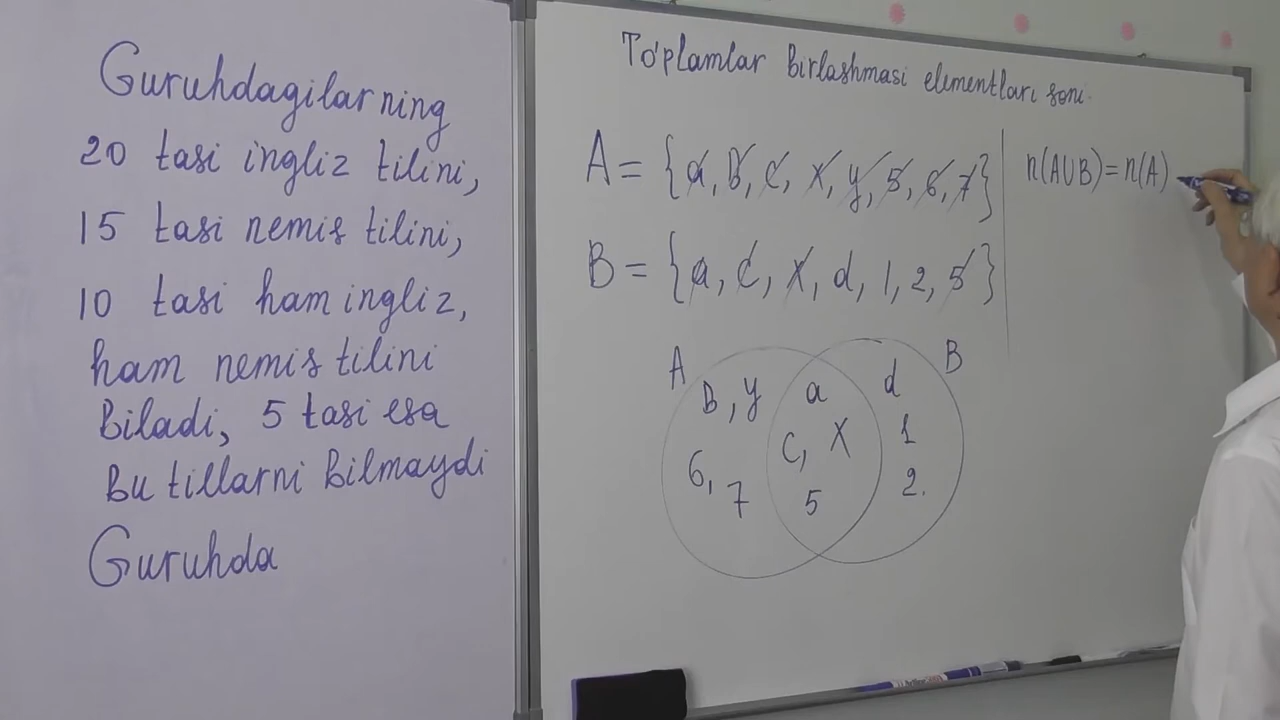 Guruhdagilarning
20 tasi ingliz tilini,
15 tasi nemis tilini,
10 tasi ham ingliz,
ham nemis tilini
biladi, 5 tasi esa
bu tillarni bilmaydi
Guruhda
To'plamlar birlashmasi elementlari soni.
A = {a, b, c, x, y, 5, 6, 7}
B = {a, c, x, d, 1, 2, 5}
n(A∪B)=n(A)
A
B
b, y
a
d
c, x
1
6,
7
5
2.